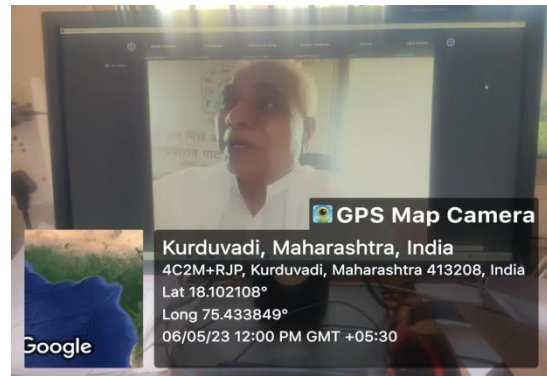 GPS Map Camera
Kurduvadi, Maharashtra, India
4C2M+RJP, Kurduvadi, Maharashtra 413208, India
Lat 18.102108°
Long 75.433849°
06/05/23 12:00 PM GMT +05:30
Google